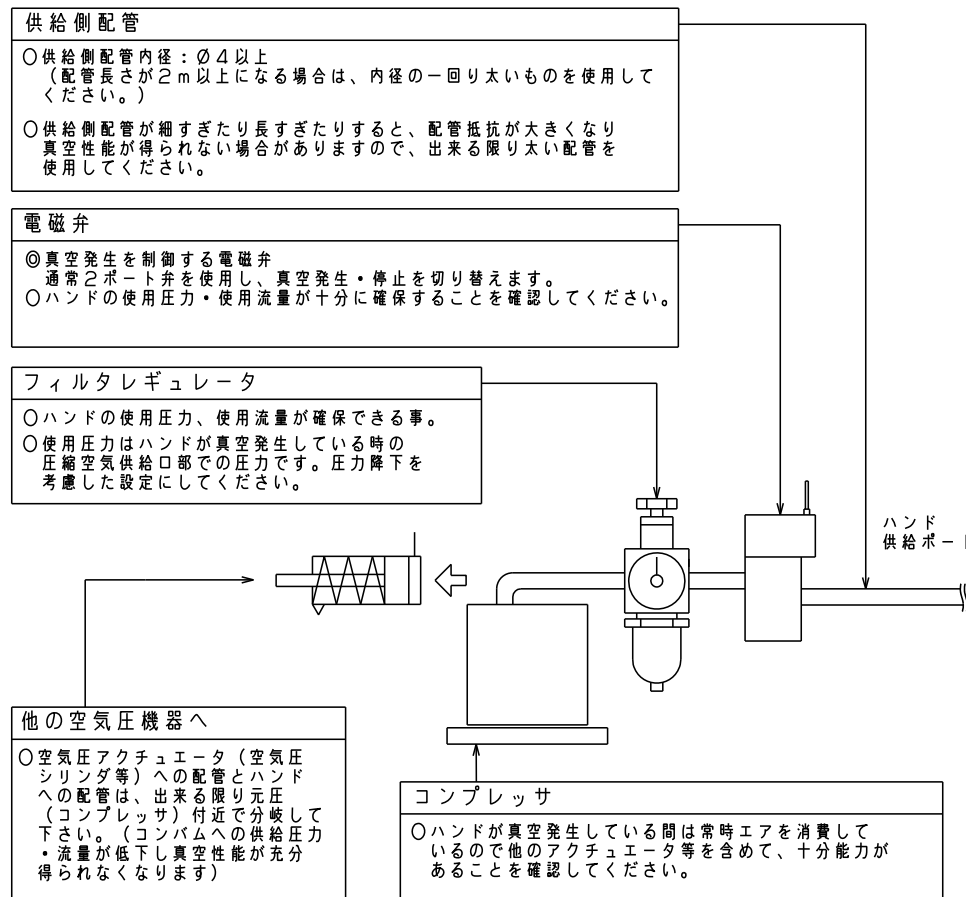 供給側配管
○供給側配管内径：Ø4以上
（配管長さが2m以上になる場合は、内径の一回り太いものを使用して
ください。）
○供給側配管が細すぎたり長すぎたりすると、配管抵抗が大きくなり
真空性能が得られない場合がありますので、出来る限り太い配管を
使用してください。
電磁弁
◎真空発生を制御する電磁弁
通常2ポート弁を使用し、真空発生・停止を切り替えます。
○ハンドの使用圧力・使用流量が十分に確保することを確認してください。
フィルタレギュレータ
○ハンドの使用圧力、使用流量が確保できる事。
○使用圧力はハンドが真空発生している時の
圧縮空気供給口部での圧力です。圧力降下を
考慮した設定にしてください。
ハンド
供給ポート
他の空気圧機器へ
○空気圧アクチュエータ（空気圧
シリンダ等）への配管とハンド
への配管は、出来る限り元圧
（コンプレッサ）付近で分岐して
下さい。（コンバムへの供給圧力
・流量が低下し真空性能が充分
得られなくなります）
コンプレッサ
○ハンドが真空発生している間は常時エアを消費して
いるので他のアクチュエータ等を含めて、十分能力が
あることを確認してください。